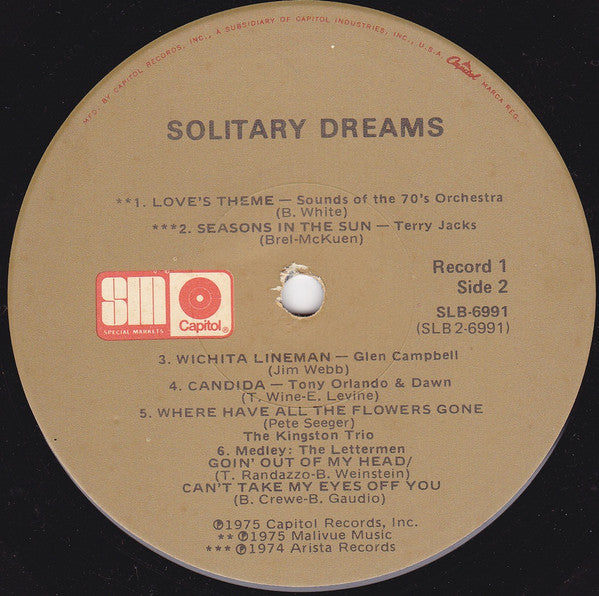 MFD. BY CAPITOL RECORDS, INC., A SUBSIDIARY OF CAPITOL INDUSTRIES, INC., U.S.A. Capitol MARCA REG.
SOLITARY DREAMS
**1. LOVE'S THEME — Sounds of the 70's Orchestra
(B. White)
***2. SEASONS IN THE SUN — Terry Jacks
(Brel-McKuen)
Record 1
Side 2
SLB-6991
(SLB2-6991)
SM
SPECIAL MARKETS
Capitol®
3. WICHITA LINEMAN — Glen Campbell
(Jim Webb)
4. CANDIDA — Tony Orlando & Dawn
(T. Wine-E. Levine)
5. WHERE HAVE ALL THE FLOWERS GONE
(Pete Seeger)
The Kingston Trio
6. Medley: The Lettermen
GOIN' OUT OF MY HEAD/
(T. Randazzo-B. Weinstein)
CAN'T TAKE MY EYES OFF YOU
(B. Crewe-B. Gaudio)
℗1975 Capitol Records, Inc.
** ℗1975 Malivue Music
*** ℗1974 Arista Records